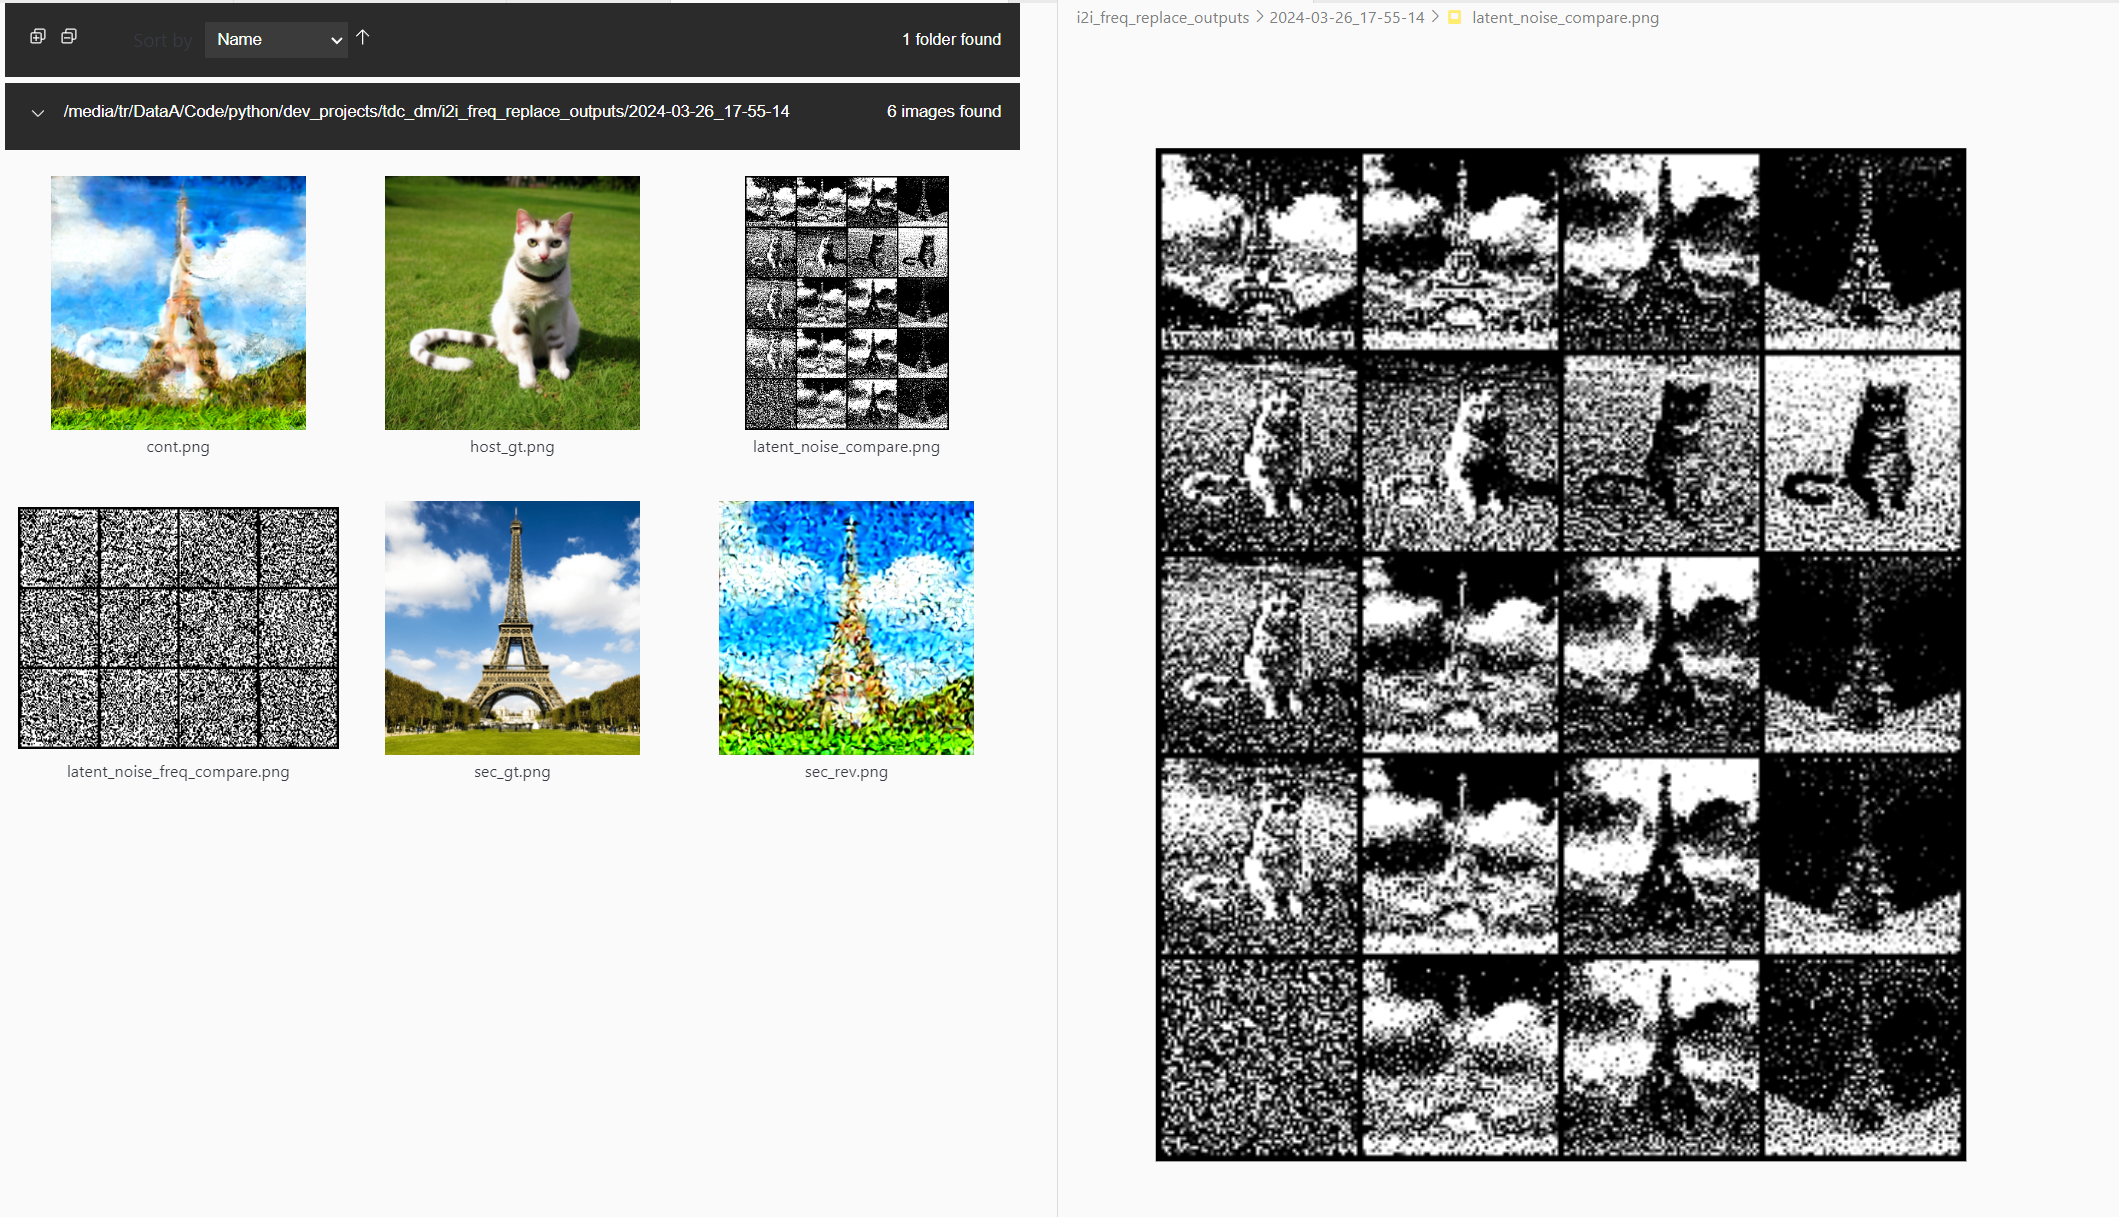 Sort by
Name
1 folder found
/media/tr/DataA/Code/python/dev_projects/tdc_dm/i2i_freq_replace_outputs/2024-03-26_17-55-14
6 images found
cont.png
host_gt.png
latent_noise_compare.png
latent_noise_freq_compare.png
sec_gt.png
sec_rev.png
i2i_freq_replace_outputs > 2024-03-26_17-55-14 > latent_noise_compare.png